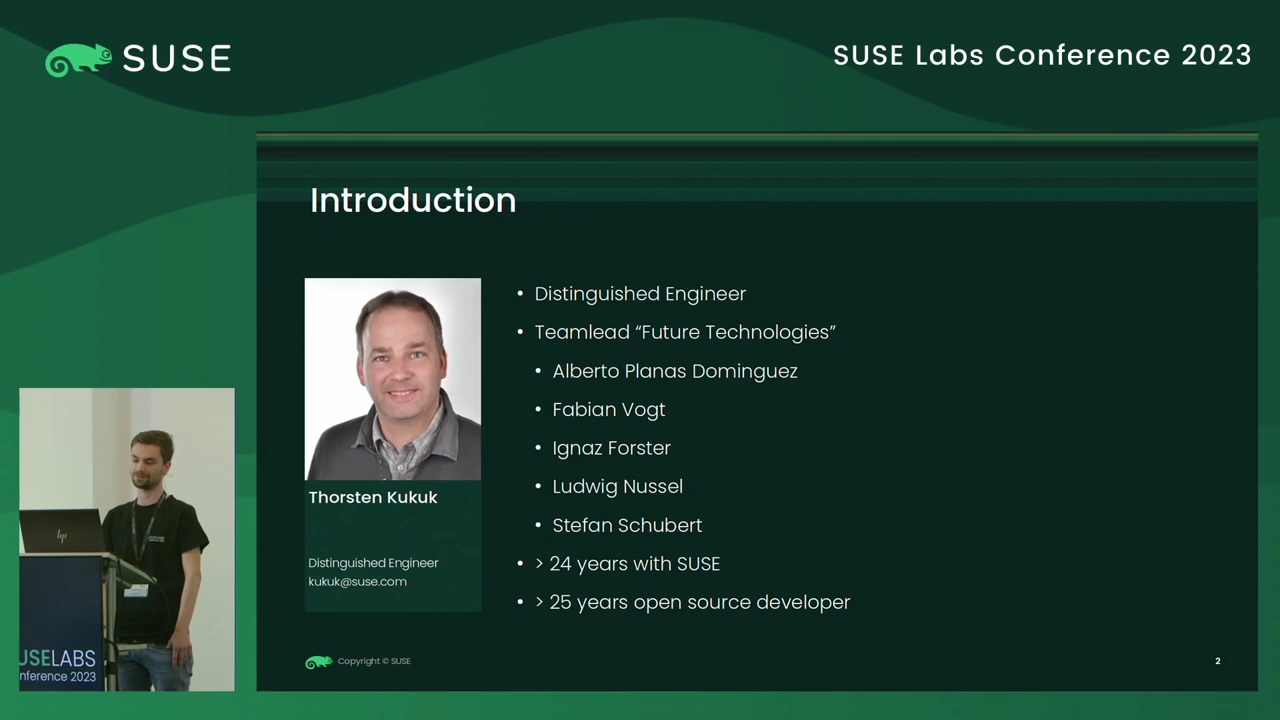 SUSE
SUSE Labs Conference 2023
Introduction
Thorsten Kukuk
Distinguished Engineer
kukuk@suse.com
• Distinguished Engineer
• Teamlead “Future Technologies”
• Alberto Planas Dominguez
• Fabian Vogt
• Ignaz Forster
• Ludwig Nussel
• Stefan Schubert
• > 24 years with SUSE
• > 25 years open source developer
Copyright © SUSE
2
hp
USELABS
nference 2023